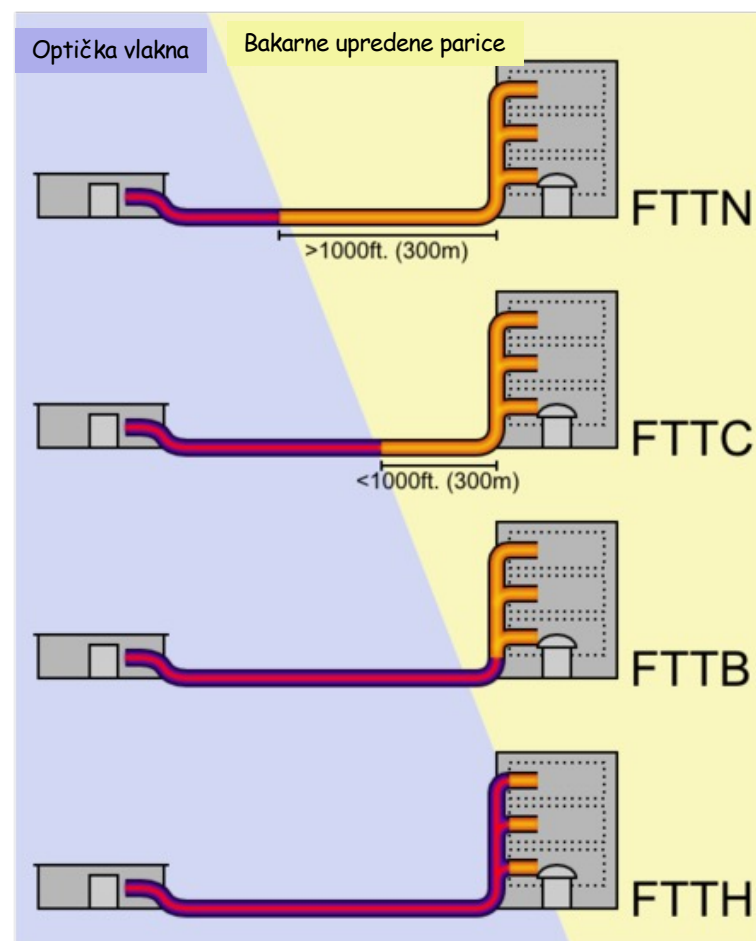 Optička vlakna
Bakarne upredene parice
FTTN
>1000ft. (300m)
FTTC
<1000ft. (300m)
FTTB
FTTH